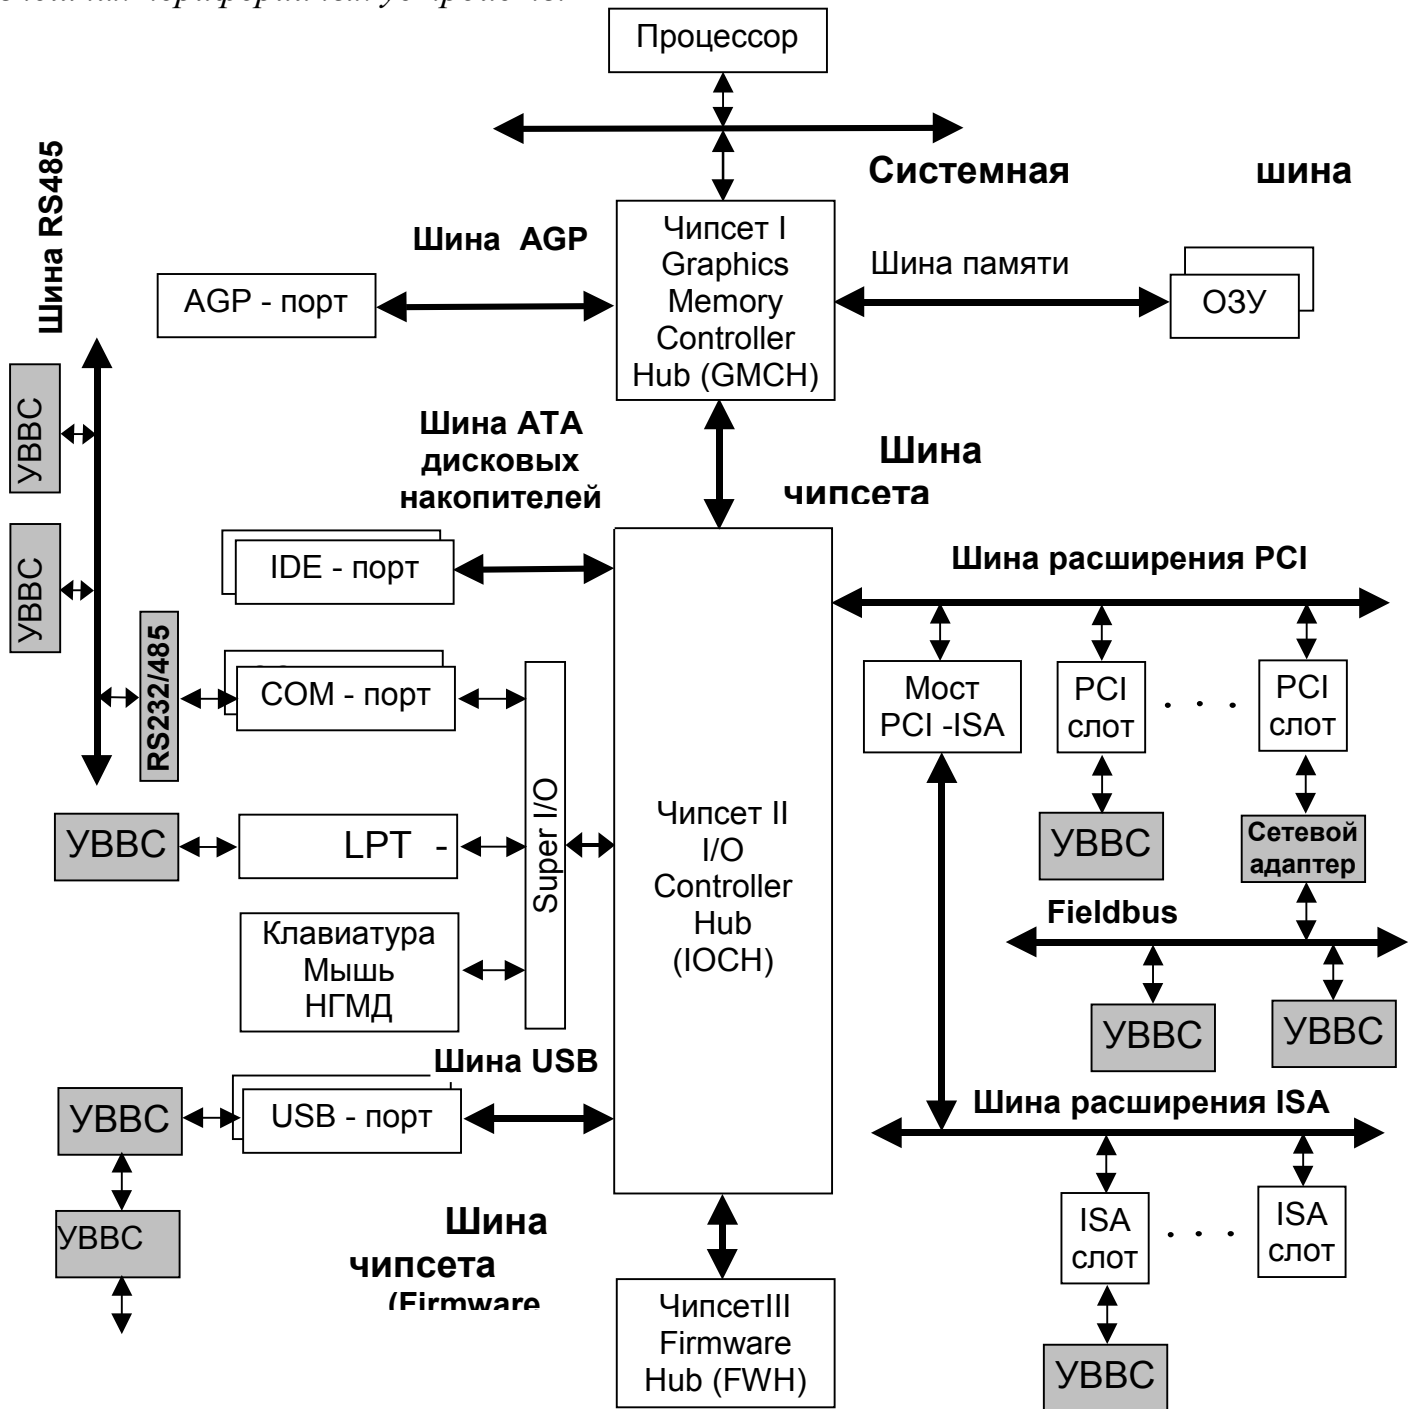 Процессор
Системная шина
Шина RS485
Шина AGP
Чипсет I
Graphics
Memory
Controller
Hub (GMCH)
Шина памяти
AGP - порт
ОЗУ
УВВС
Шина ATA
дисковых
накопителей
Шина
чипсета
УВВС
IDE - порт
Шина расширения PCI
RS232/485
COM - порт
Мост
PCI -ISA
PCI
слот
. . .
PCI
слот
Super I/O
Чипсет II
I/O
Controller
Hub
(IOCH)
УВВС
LPT -
УВВС
Сетевой
адаптер
Клавиатура
Мышь
НГМД
Fieldbus
УВВС
УВВС
Шина USB
УВВС
USB - порт
Шина расширения ISA
УВВС
Шина
чипсета
(Firmware
ISA
слот
. . .
ISA
слот
ЧипсетIII
Firmware
Hub (FWH)
УВВС